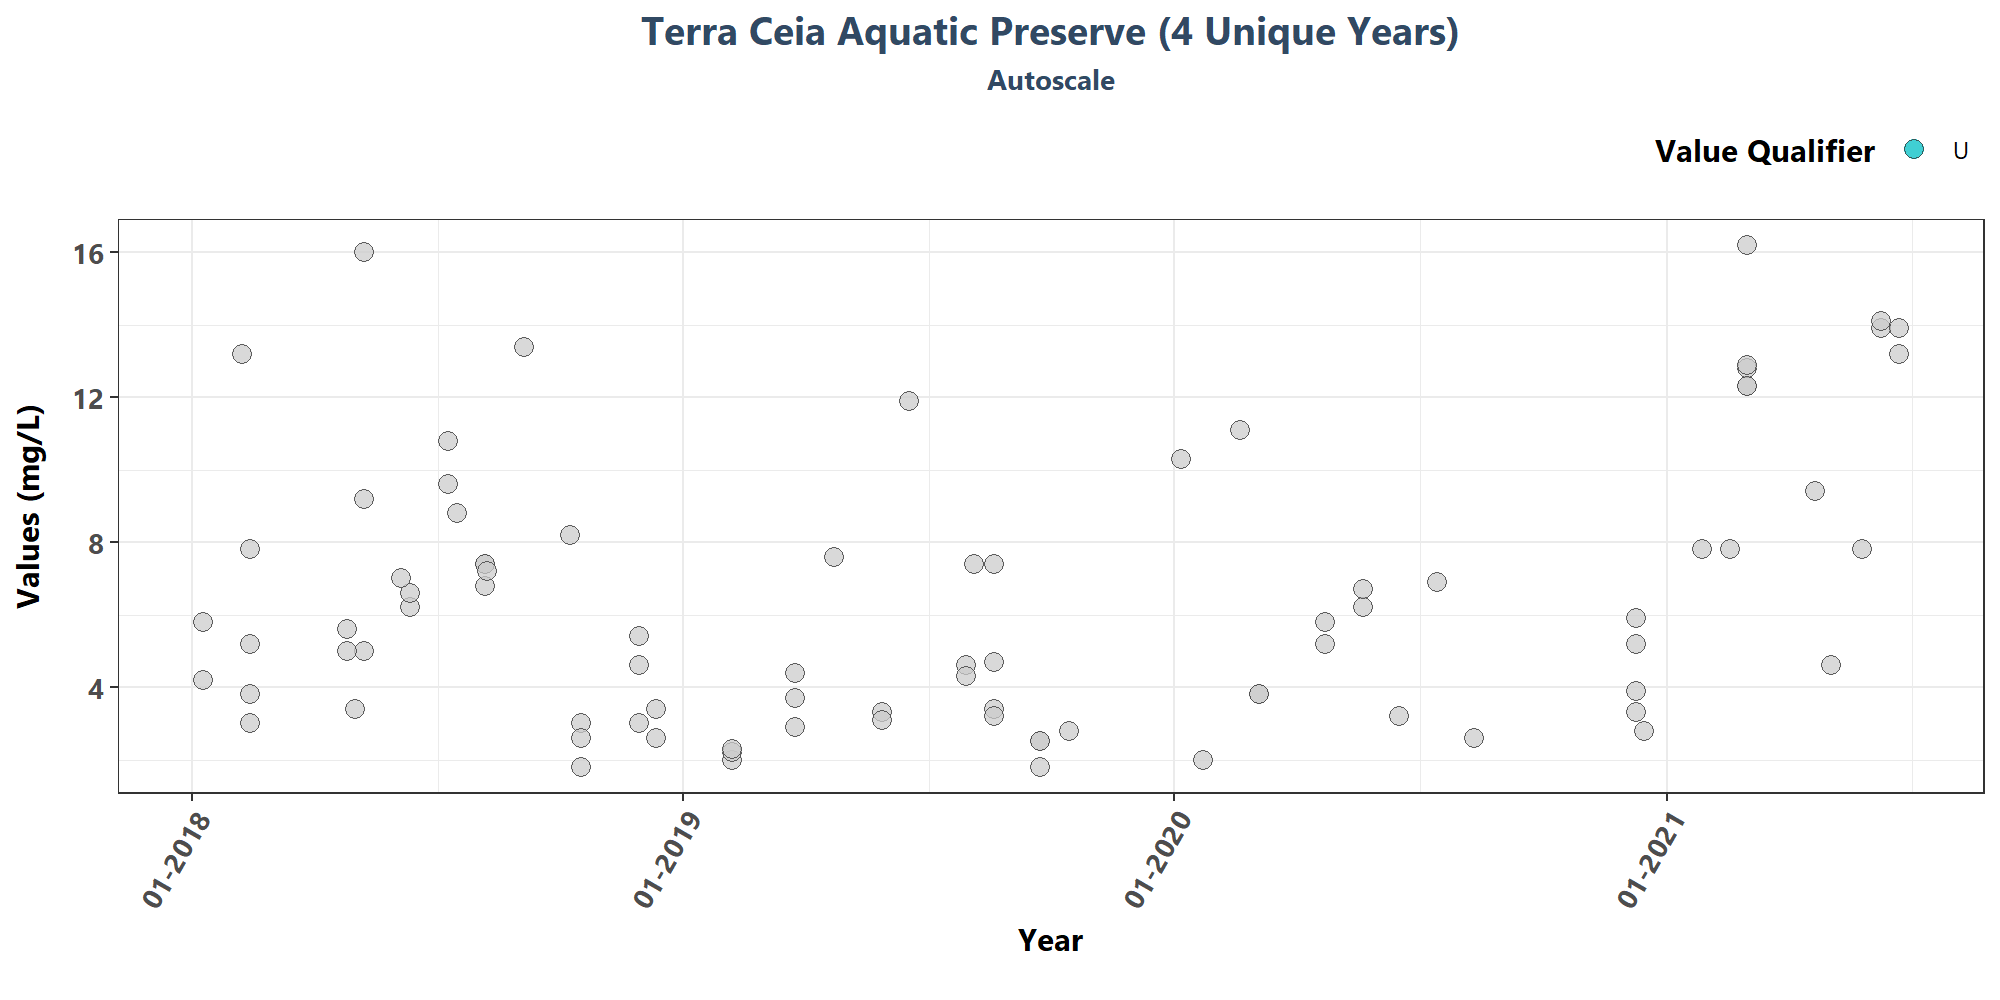 Terra Ceia Aquatic Preserve (4 Unique Years)
Autoscale
Value Qualifier U
Values (mg/L)
16
12
8
4
01-2018 01-2019 01-2020 01-2021
Year